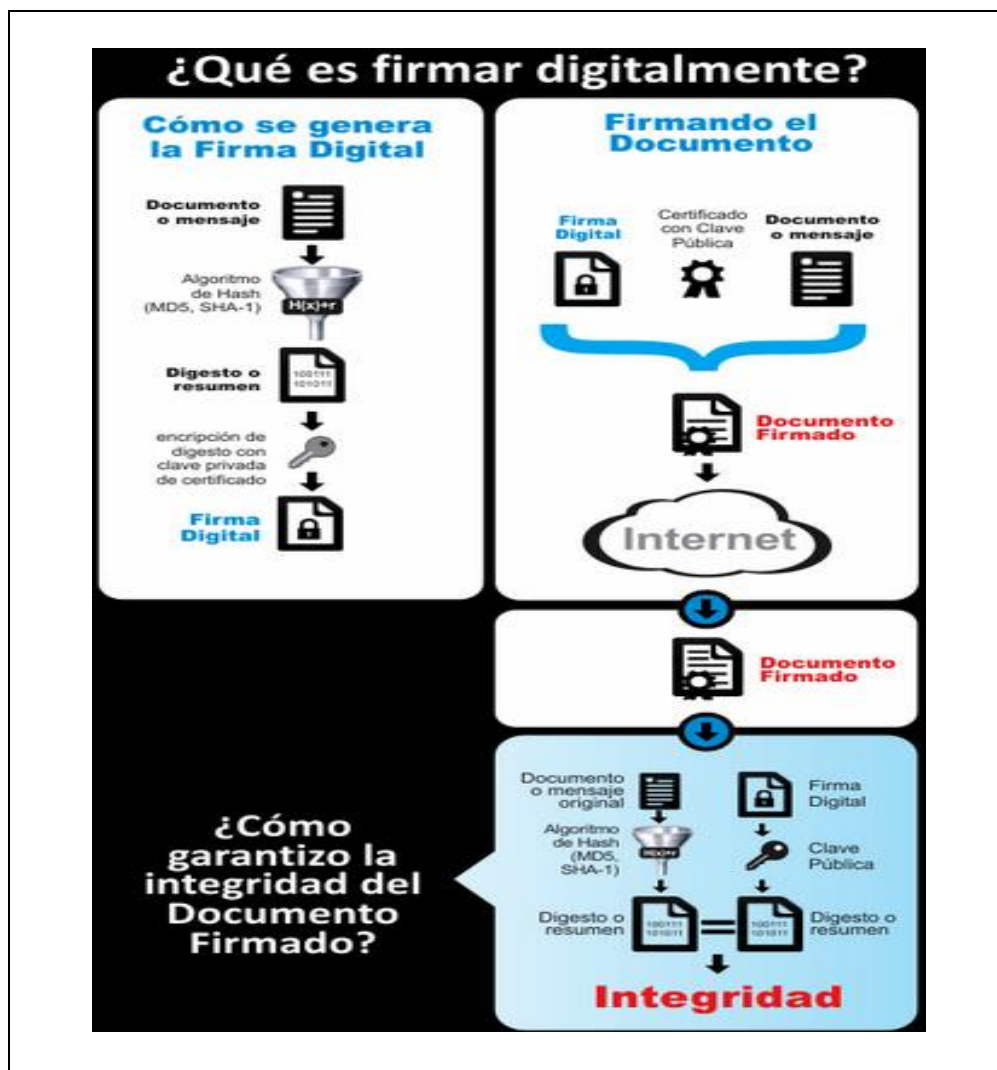 ¿Qué es firmar digitalmente?
Cómo se genera
la Firma Digital
Documento
o mensaje
Algoritmo
de Hash
(MD5, SHA-1)
H(x)+r
Digesto o
resumen
100111
101011
encripción de
digesto con
clave privada
de certificado
Firma
Digital
Firmando el
Documento
Firma
Digital
Certificado
con Clave
Pública
Documento
o mensaje
Documento
Firmado
Internet
Documento
Firmado
¿Cómo
garantizo la
integridad del
Documento
Firmado?
Documento
o mensaje
original
Algoritmo
de Hash
(MD5,
SHA-1)
Digesto o
resumen
100111
101011
=
Firma
Digital
Clave
Pública
100111
101011
Digesto o
resumen
Integridad